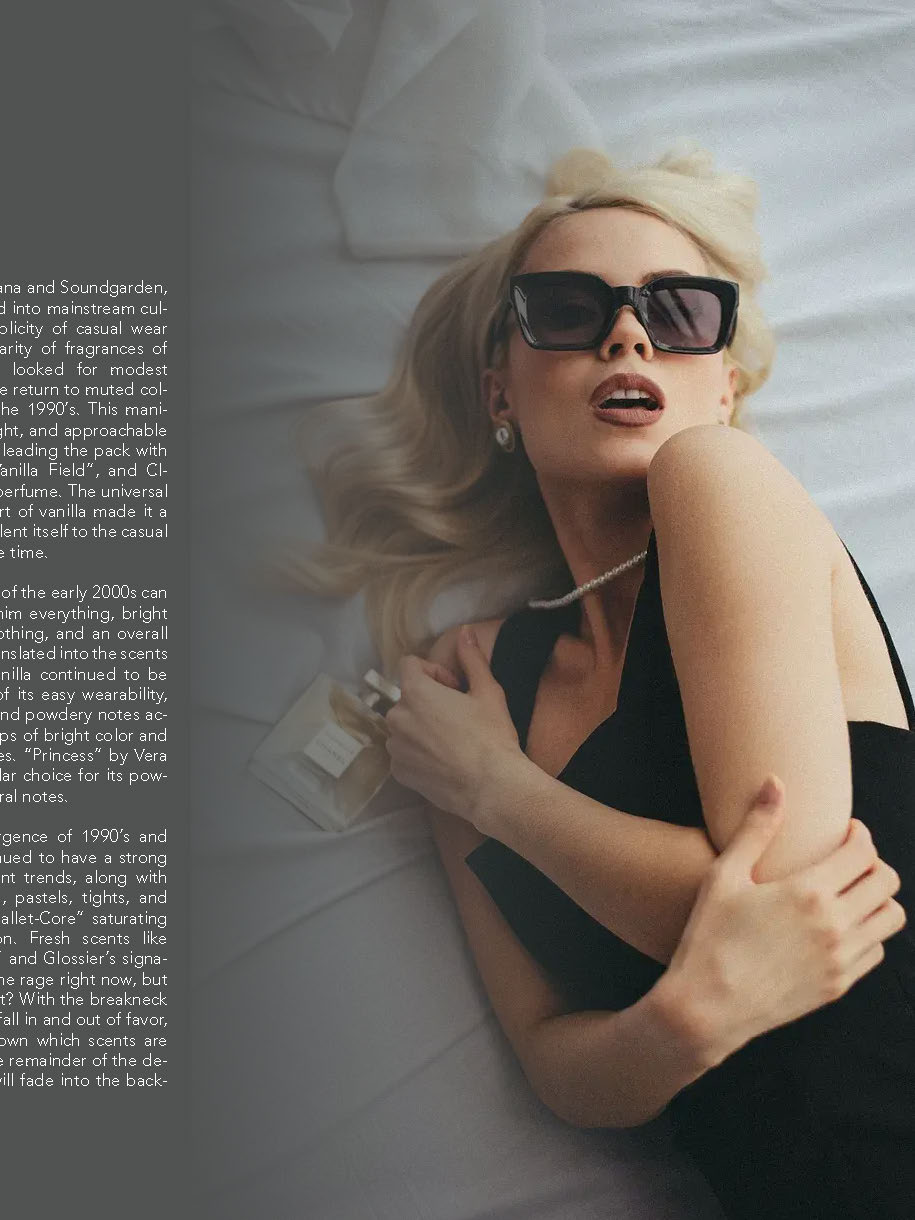 ana and Soundgarden,
d into mainstream cul-
plicity of casual wear
arity of fragrances of
looked for modest
e return to muted col-
he 1990's. This mani-
ght, and approachable
leading the pack with
Vanilla Field", and CI-
perfume. The universal
rt of vanilla made it a
lent itself to the casual
e time.
of the early 2000s can
him everything, bright
othing, and an overall
nslated into the scents
nilla continued to be
of its easy wearability,
nd powdery notes ac-
ps of bright color and
es. "Princess" by Vera
lar choice for its pow-
ral notes.
rgence of 1990's and
nued to have a strong
nt trends, along with
, pastels, tights, and
allet-Core" saturating
on. Fresh scents like
" and Glossier's signa-
he rage right now, but
t? With the breakneck
fall in and out of favor,
own which scents are
e remainder of the de-
will fade into the back-